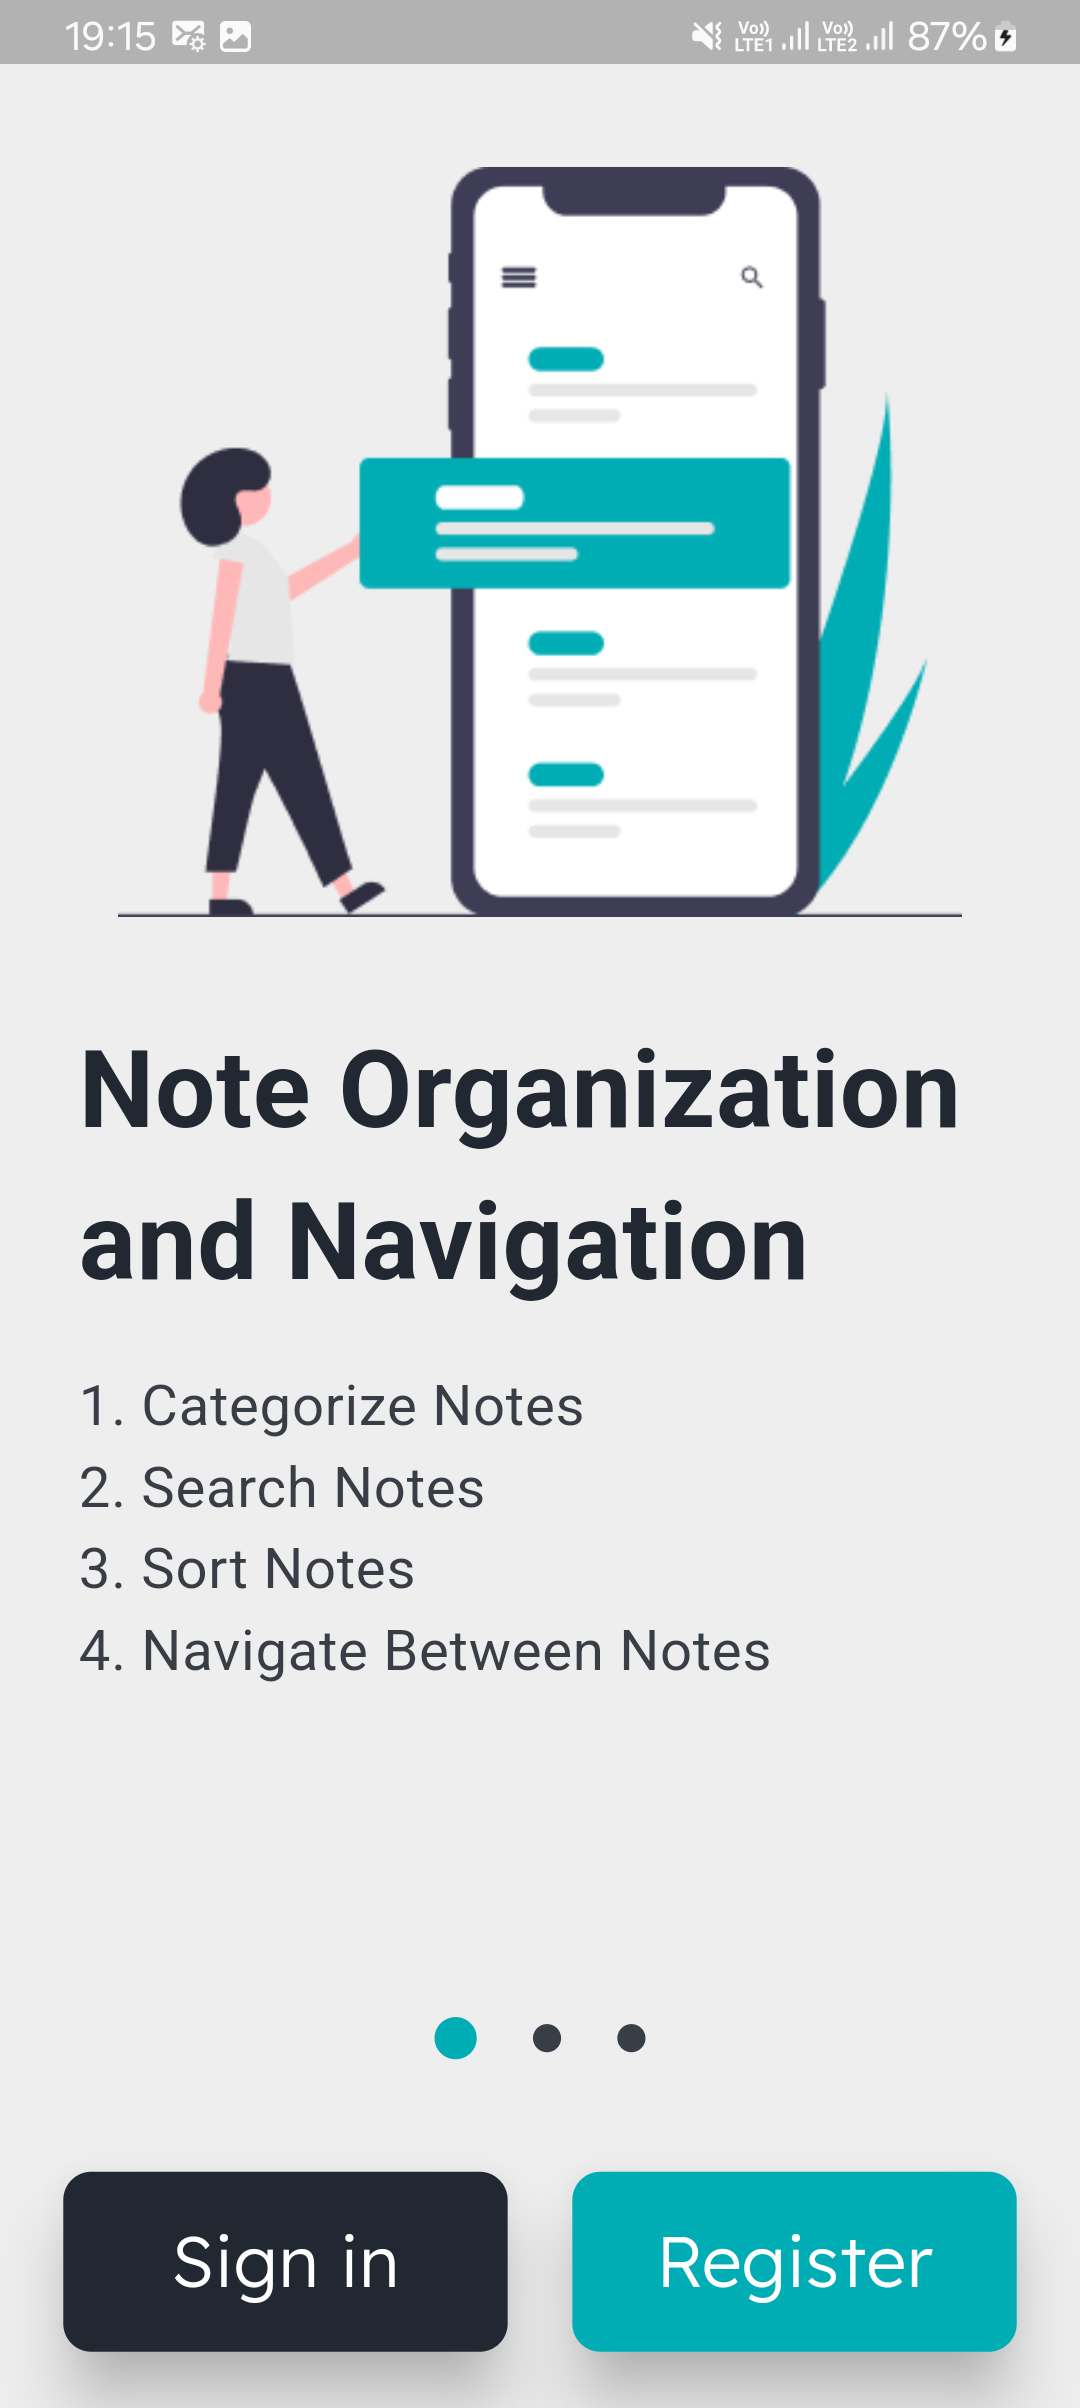 19:15 Vo)) LTE1 Vo)) LTE2 87%
Note Organization
and Navigation
1. Categorize Notes
2. Search Notes
3. Sort Notes
4. Navigate Between Notes
Sign in Register